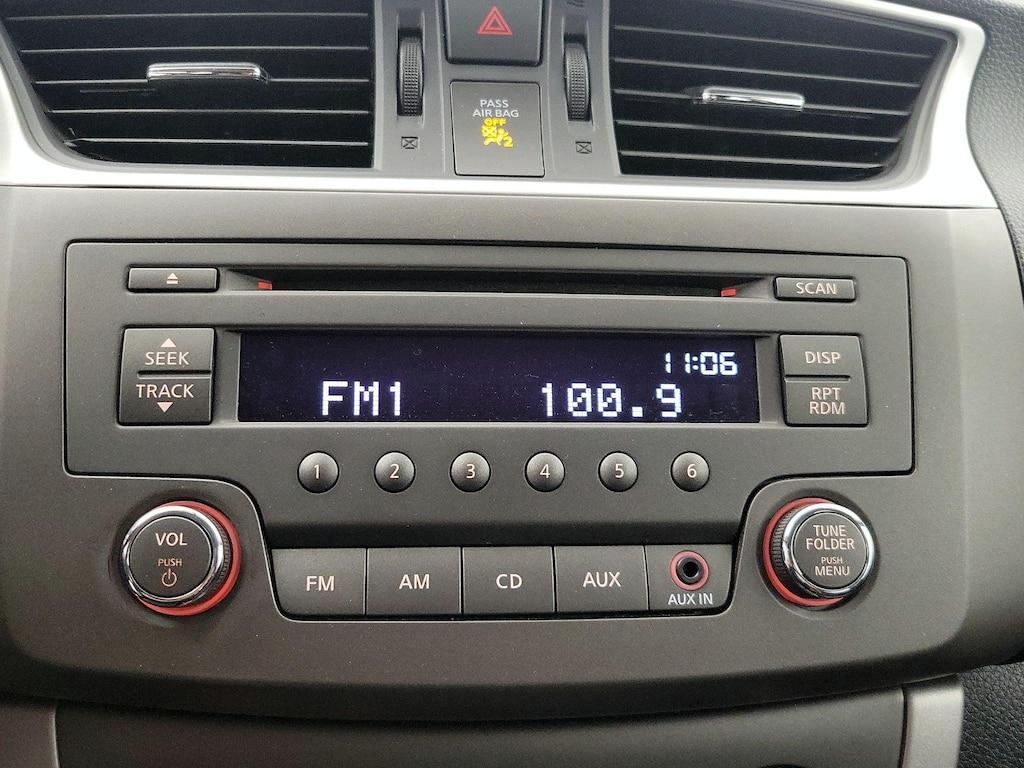 PASS
AIR BAG
OFF
2
SCAN
SEEK
TRACK
11:06
FM1 100.9
DISP
RPT
RDM
1 2 3 4 5 6
VOL
PUSH
TUNE
FOLDER
PUSH
MENU
FM AM CD AUX
AUX IN